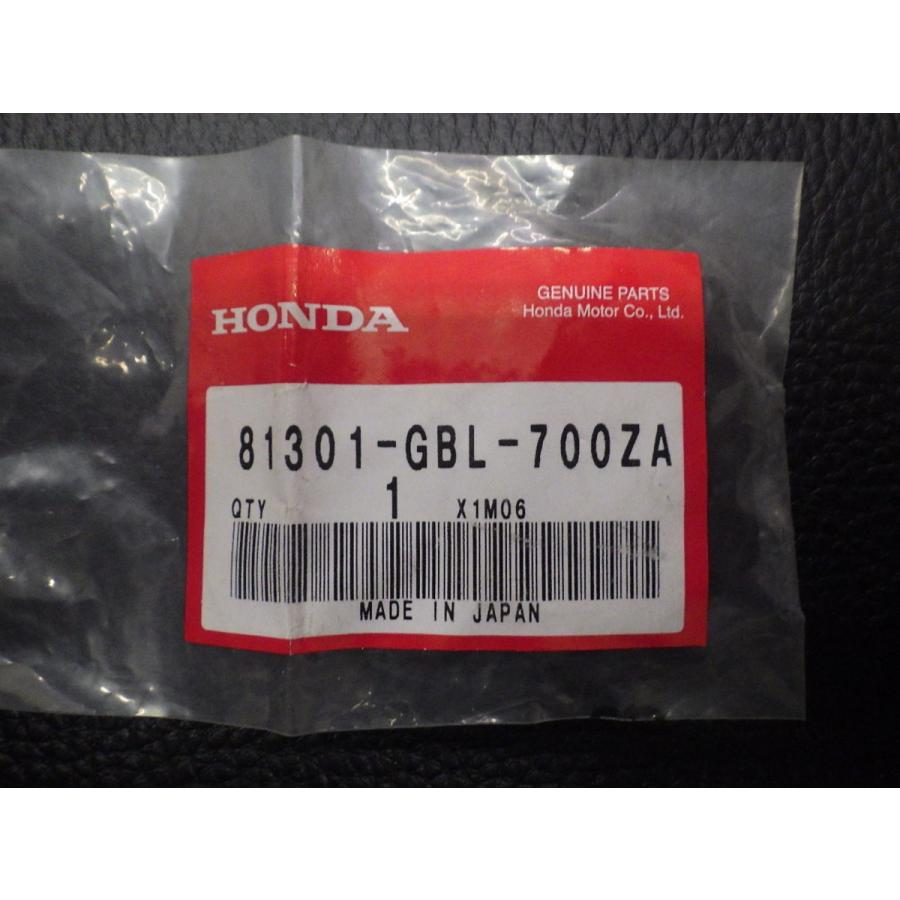 HONDA
GENUINE PARTS
Honda Motor Co., Ltd.
81301-GBL-700ZA
QTY 1 X1M06
MADE IN JAPAN